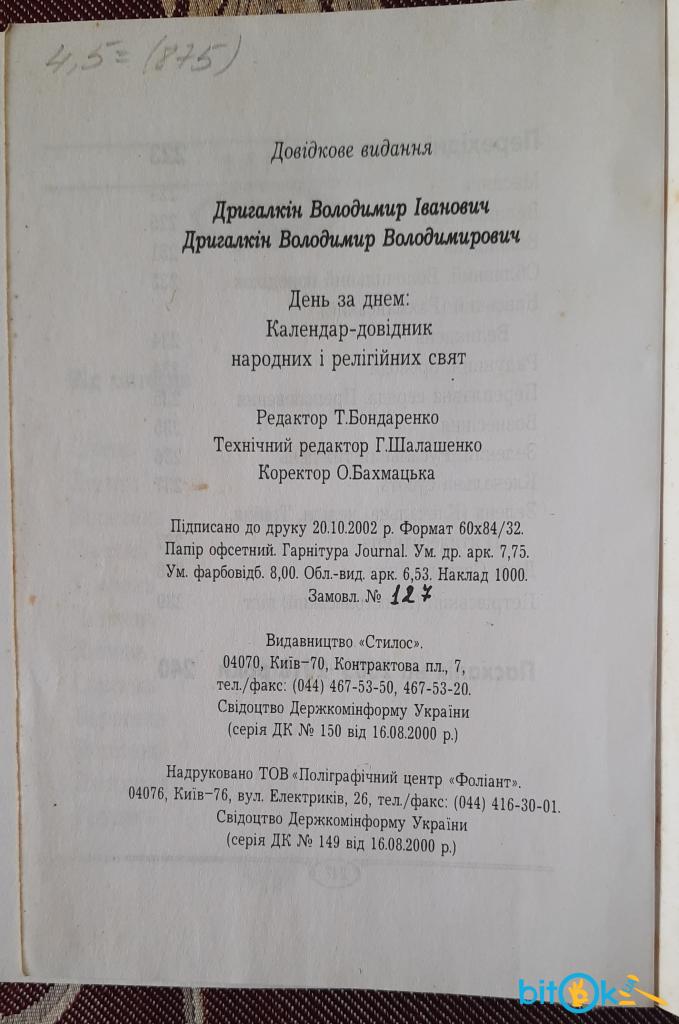 4,5= (875)
Довідкове видання
Дригалкін Володимир Іванович
Дригалкін Володимир Володимирович
День за днем:
Календар-довідник
народних і релігійних свят
Редактор Т.Бондаренко
Технічний редактор Г.Шалашенко
Коректор О.Бахмацька
Підписано до друку 20.10.2002 р. Формат 60х84/32.
Папір офсетний. Гарнітура Journal. Ум. др. арк. 7,75.
Ум. фарбовідб. 8,00. Обл.-вид. арк. 6,53. Наклад 1000.
Замовл. № 127
Видавництво «Стилос».
04070, Київ–70, Контрактова пл., 7,
тел./факс: (044) 467-53-50, 467-53-20.
Свідоцтво Держкомінформу України
(серія ДК № 150 від 16.08.2000 р.)
Надруковано ТОВ «Поліграфічний центр «Фоліант».
04076, Київ–76, вул. Електриків, 26, тел./факс: (044) 416-30-01.
Свідоцтво Держкомінформу України
(серія ДК № 149 від 16.08.2000 р.)
bitok